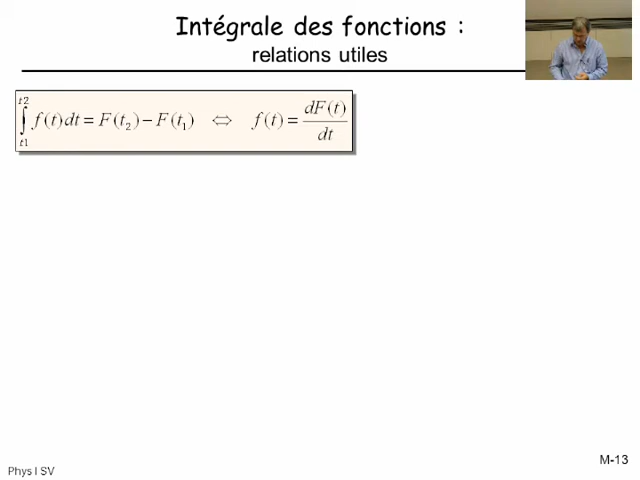 Intégrale des fonctions :
relations utiles
∫_{t1}^{t2} f(t)dt = F(t₂) − F(t₁) ⇔ f(t) = dF(t)/dt
M-13
Phys I SV